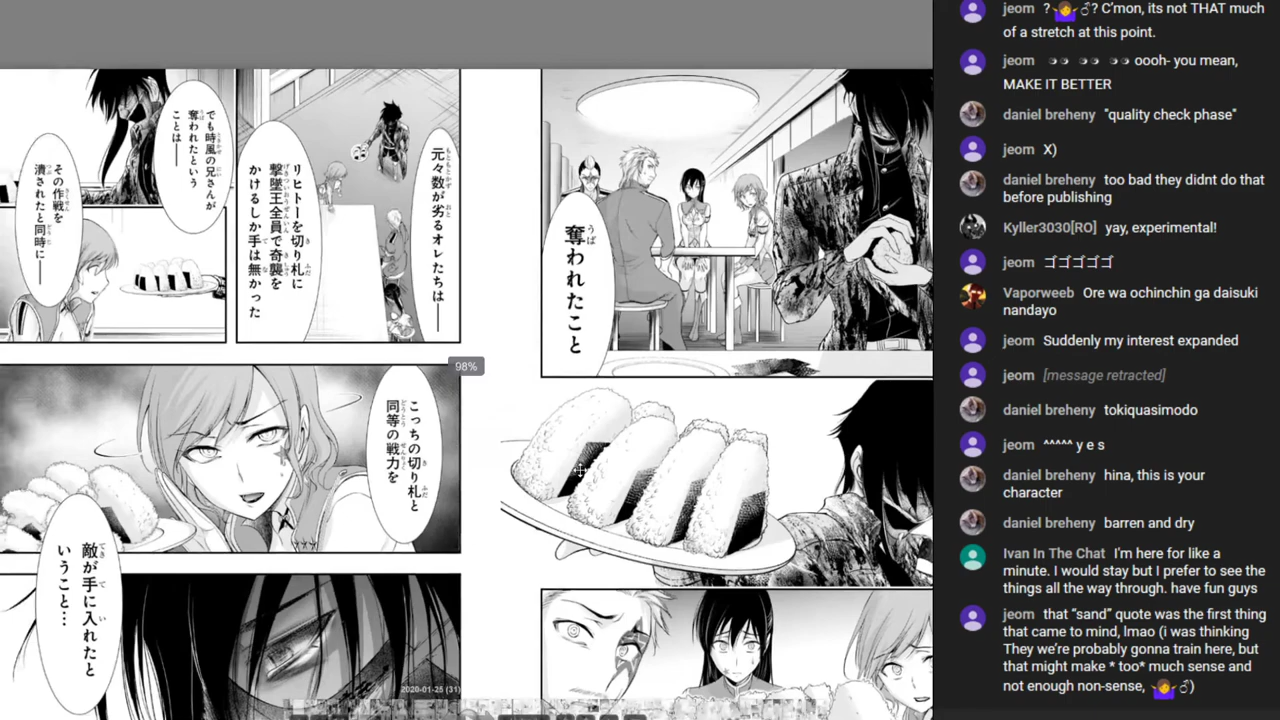 奪われたこと
元々数が劣るオレたちは——
リヒトーを切り札に
撃墜王全員で奇襲を
かけるしか手は無かった
でも時風の兄さんが
奪われたという
ことは——
その作戦を
潰されたと同時に——
こっちの切り札と
同等の戦力を
敵が手に入れたと
いうこと…
98%
2020-01-25 (31)
jeom ?🤷♂? C'mon, its not THAT much
of a stretch at this point.
jeom 👀 👀 👀 oooh- you mean,
MAKE IT BETTER
daniel breheny "quality check phase"
jeom X)
daniel breheny too bad they didnt do that
before publishing
Kyller3030[RO] yay, experimental!
jeom ゴゴゴゴゴ
Vaporweeb Ore wa ochinchin ga daisuki
nandayo
jeom Suddenly my interest expanded
jeom [message retracted]
daniel breheny tokiquasimodo
jeom ^^^^^ y e s
daniel breheny hina, this is your
character
daniel breheny barren and dry
Ivan In The Chat I'm here for like a
minute. I would stay but I prefer to see the
things all the way through. have fun guys
jeom that “sand” quote was the first thing
that came to mind, lmao (i was thinking
They we're probably gonna train here, but
that might make * too* much sense and
not enough non-sense, 🤷♂)